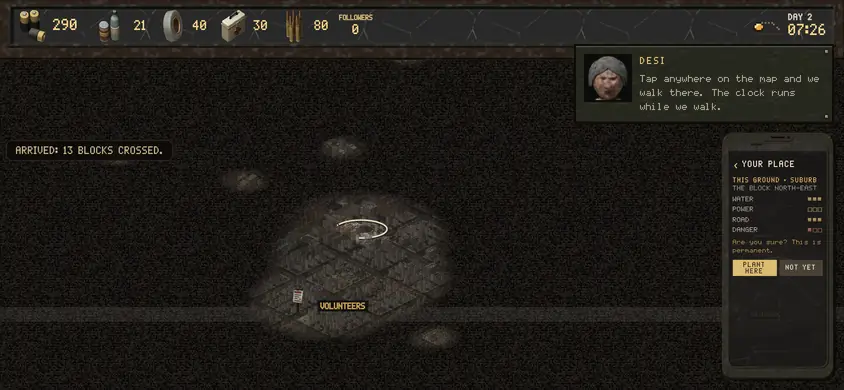 290
21
40
30
80
FOLLOWERS
0
DAY 2
07:26
DESI
Tap anywhere on the map and we
walk there. The clock runs
while we walk.
ARRIVED: 13 BLOCKS CROSSED.
VOLUNTEERS
‹ YOUR PLACE
THIS GROUND · SUBURB
THE BLOCK NORTH-EAST
WATER
POWER
ROAD
DANGER
Are you sure? This is
permanent.
PLANT
HERE
NOT YET